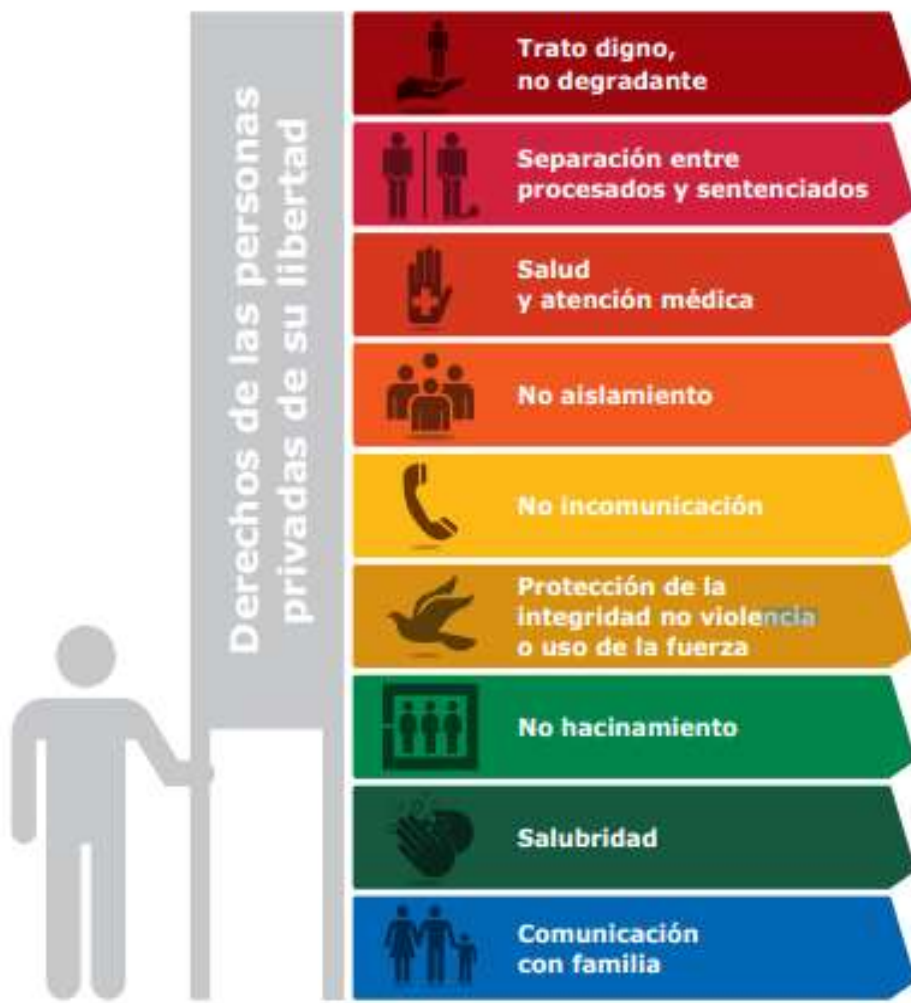 Derechos de las personas
privadas de su libertad
Trato digno,
no degradante
Separación entre
procesados y sentenciados
Salud
y atención médica
No aislamiento
No incomunicación
Protección de la
integridad no violencia
o uso de la fuerza
No hacinamiento
Salubridad
Comunicación
con familia